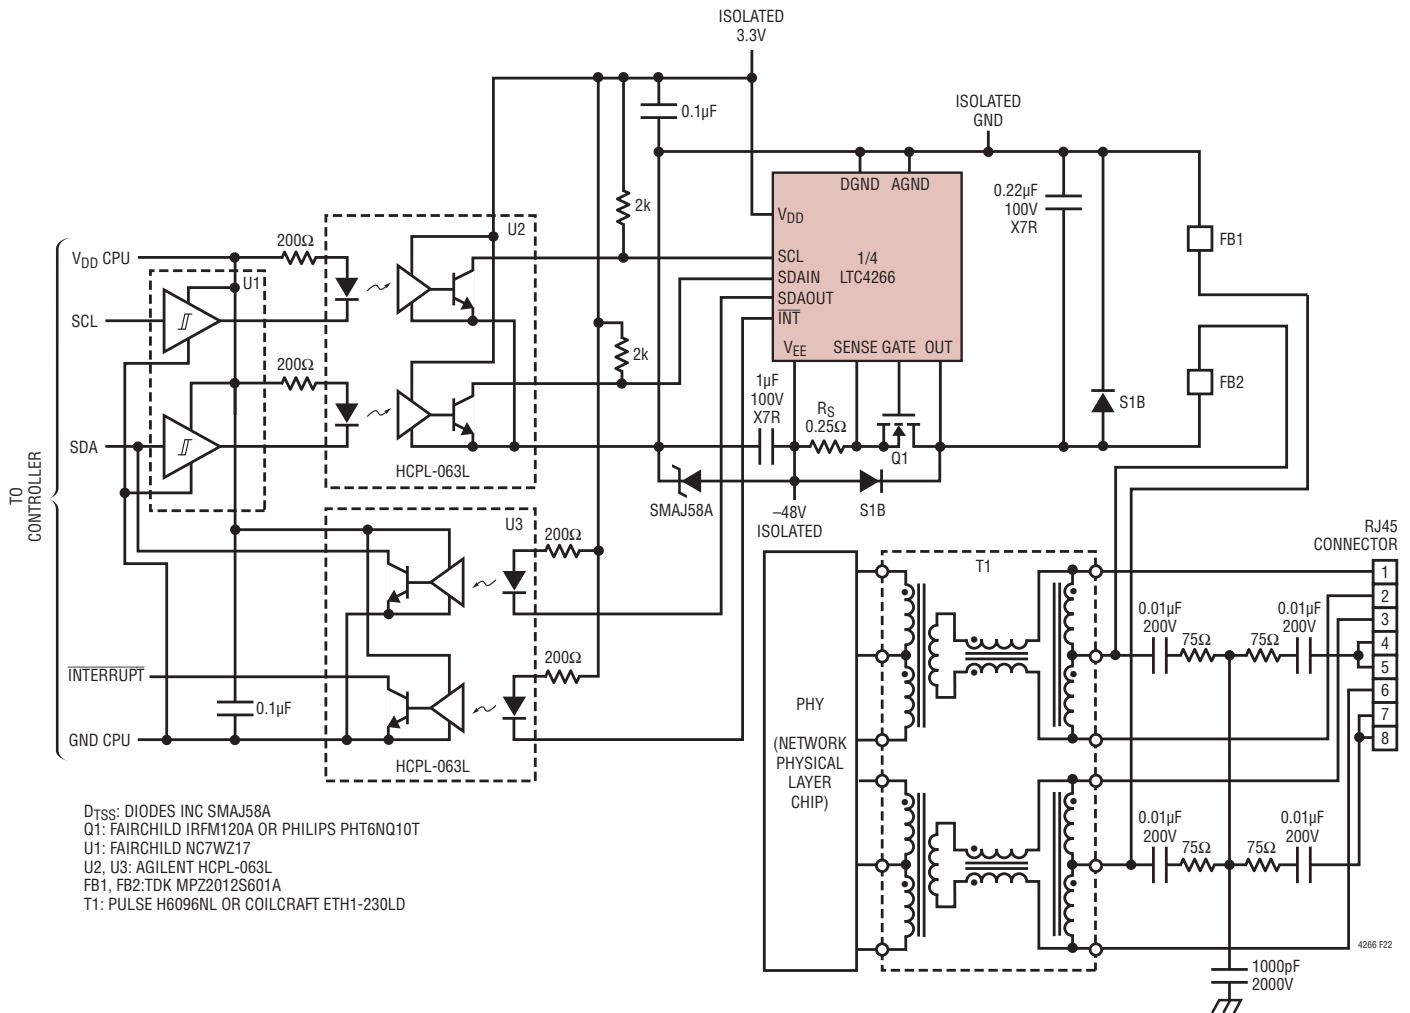 ISOLATED
3.3V
0.1µF
ISOLATED
GND
DGND AGND
VDD
SCL
SDAIN
SDAOUT
INT
1/4
LTC4266
VEE SENSE GATE OUT
0.22µF
100V
X7R
FB1
FB2
S1B
2k
2k
U2
200Ω
VDD CPU
U1
SCL
200Ω
SDA
HCPL-063L
1µF
100V
X7R
RS
0.25Ω
Q1
SMAJ58A
–48V
ISOLATED
S1B
TO
CONTROLLER
U3
200Ω
200Ω
INTERRUPT
0.1µF
GND CPU
HCPL-063L
PHY
(NETWORK
PHYSICAL
LAYER
CHIP)
T1
RJ45
CONNECTOR
1
2
3
4
5
6
7
8
0.01µF
200V
75Ω
75Ω
0.01µF
200V
0.01µF
200V
75Ω
75Ω
0.01µF
200V
1000pF
2000V
4266 F22
DTSS: DIODES INC SMAJ58A
Q1: FAIRCHILD IRFM120A OR PHILIPS PHT6NQ10T
U1: FAIRCHILD NC7WZ17
U2, U3: AGILENT HCPL-063L
FB1, FB2:TDK MPZ2012S601A
T1: PULSE H6096NL OR COILCRAFT ETH1-230LD